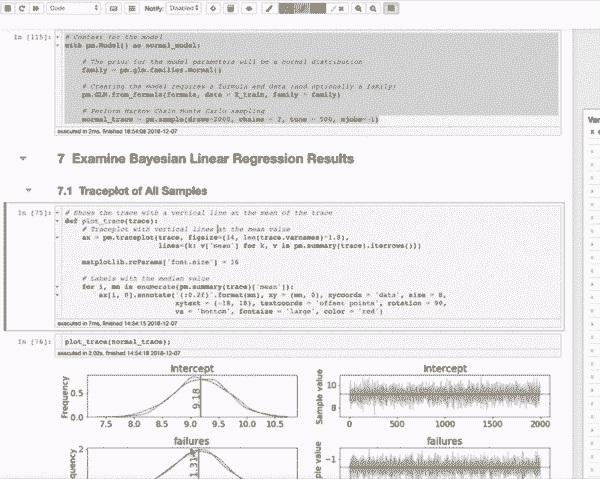 Code
Notify: Disabled
In [115]:
# Context for the model
with pm.Model() as normal_model:
# The prior for the model parameters will be a normal distribution
family = pm.glm.families.Normal()
# Creating the model requires a formula and data (and optionally a family)
pm.GLM.from_formula(formula, data = X_train, family = family)
# Perform Markov Chain Monte Carlo sampling
normal_trace = pm.sample(draws=2000, chains = 2, tune = 500, njobs=-1)
executed in 2ms, finished 18:54:08 2018-12-07
7 Examine Bayesian Linear Regression Results
7.1 Traceplot of All Samples
In [75]:
# Shows the trace with a vertical line at the mean of the trace
def plot_trace(trace):
# Traceplot with vertical lines at the mean value
ax = pm.traceplot(trace, figsize=(14, len(trace.varnames)*1.8),
lines={k: v['mean'] for k, v in pm.summary(trace).iterrows()})
matplotlib.rcParams['font.size'] = 16
# Labels with the median value
for i, mn in enumerate(pm.summary(trace)['mean']):
ax[i, 0].annotate('{:0.2f}'.format(mn), xy = (mn, 0), xycoords = 'data', size = 8,
xytext = (-18, 18), textcoords = 'offset points', rotation = 90,
va = 'bottom', fontsize = 'large', color = 'red')
executed in 7ms, finished 14:54:15 2018-12-07
In [76]:
plot_trace(normal_trace);
executed in 2.02s, finished 14:54:18 2018-12-07
Intercept
Frequency
0.5
0.0
9.18
7.5 8.0 8.5 9.0 9.5 10.0 10.5
Intercept
Sample value
10
8
0 500 1000 1500 2000
failures
2
quency
1.31
failures
ple value
−1
Var
x